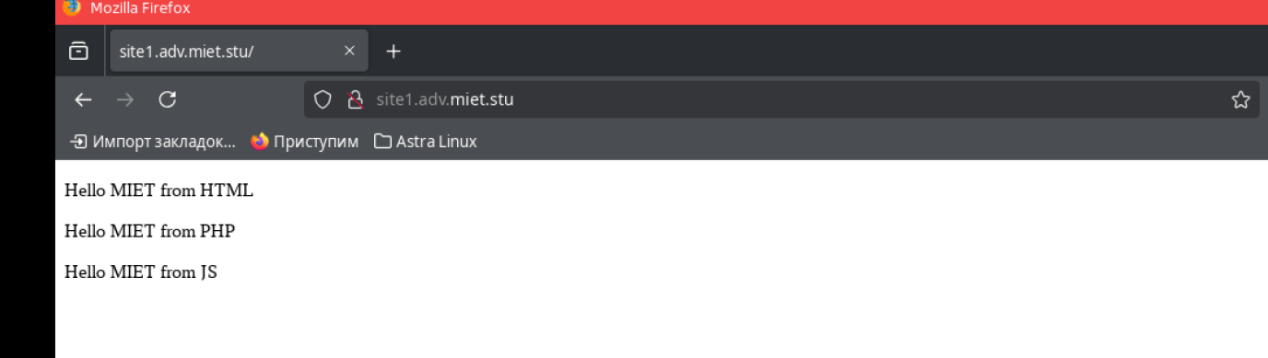 Mozilla Firefox
site1.adv.miet.stu/
site1.adv.miet.stu
Импорт закладок... Приступим Astra Linux
Hello MIET from HTML
Hello MIET from PHP
Hello MIET from JS